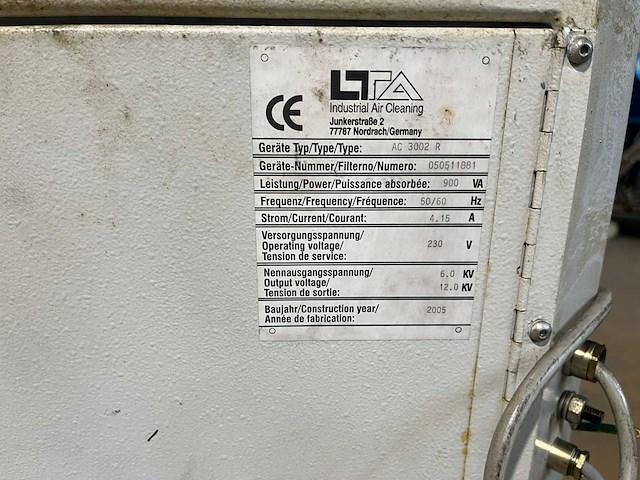 LTA
Industrial Air Cleaning
Junkerstraße 2
77787 Nordrach/Germany
CE
Geräte Typ/Type/Type: AC 3002 R
Geräte-Nummer/Filterno/Numero: 050511881
Leistung/Power/Puissance absorbée: 900 VA
Frequenz/Frequency/Fréquence: 50/60 Hz
Strom/Current/Courant: 4.15 A
Versorgungsspannung/
Operating voltage/ 230 V
Tension de service:
Nennausgangsspannung/ 6.0 KV
Output voltage/
Tension de sortie: 12.0 KV
Baujahr/Construction year/ 2005
Année de fabrication: